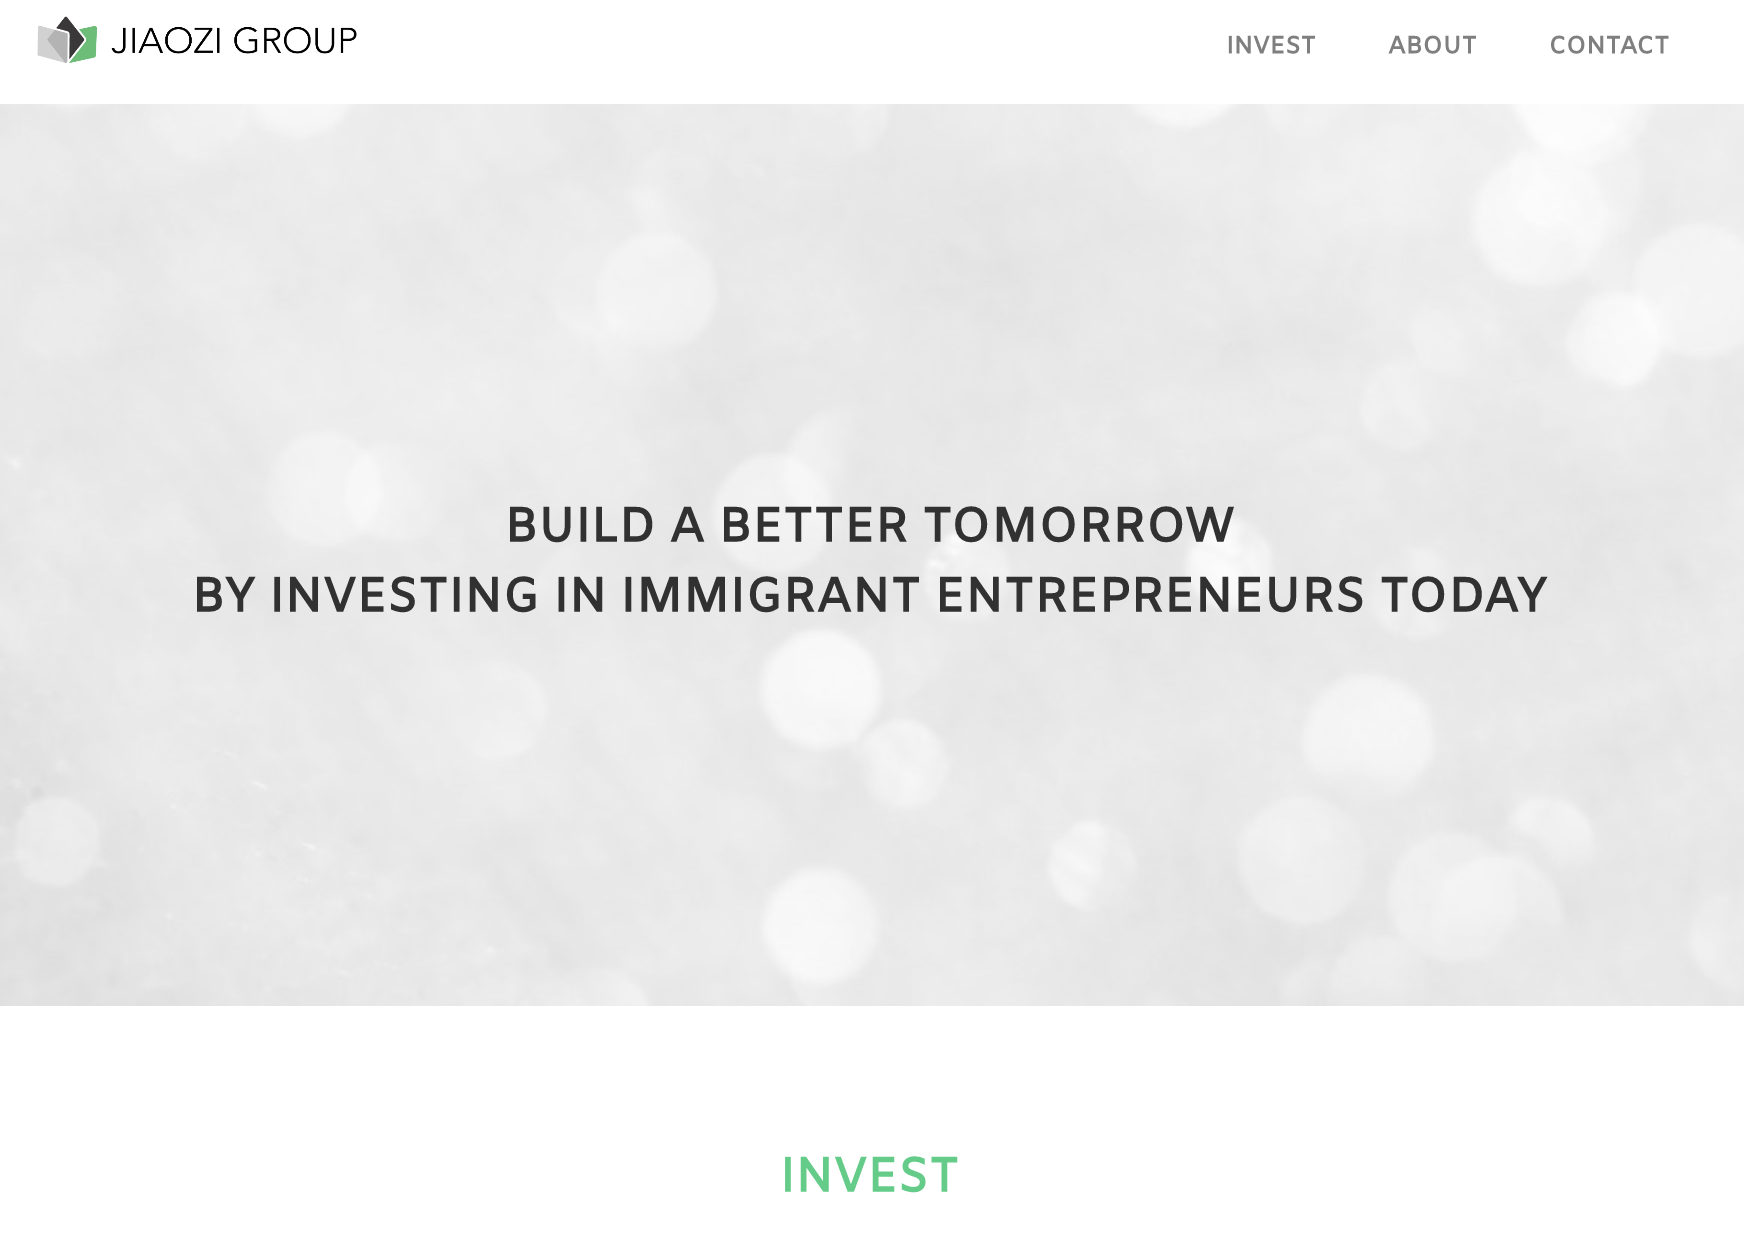 JIAOZI GROUP
INVEST ABOUT CONTACT
BUILD A BETTER TOMORROW
BY INVESTING IN IMMIGRANT ENTREPRENEURS TODAY
INVEST